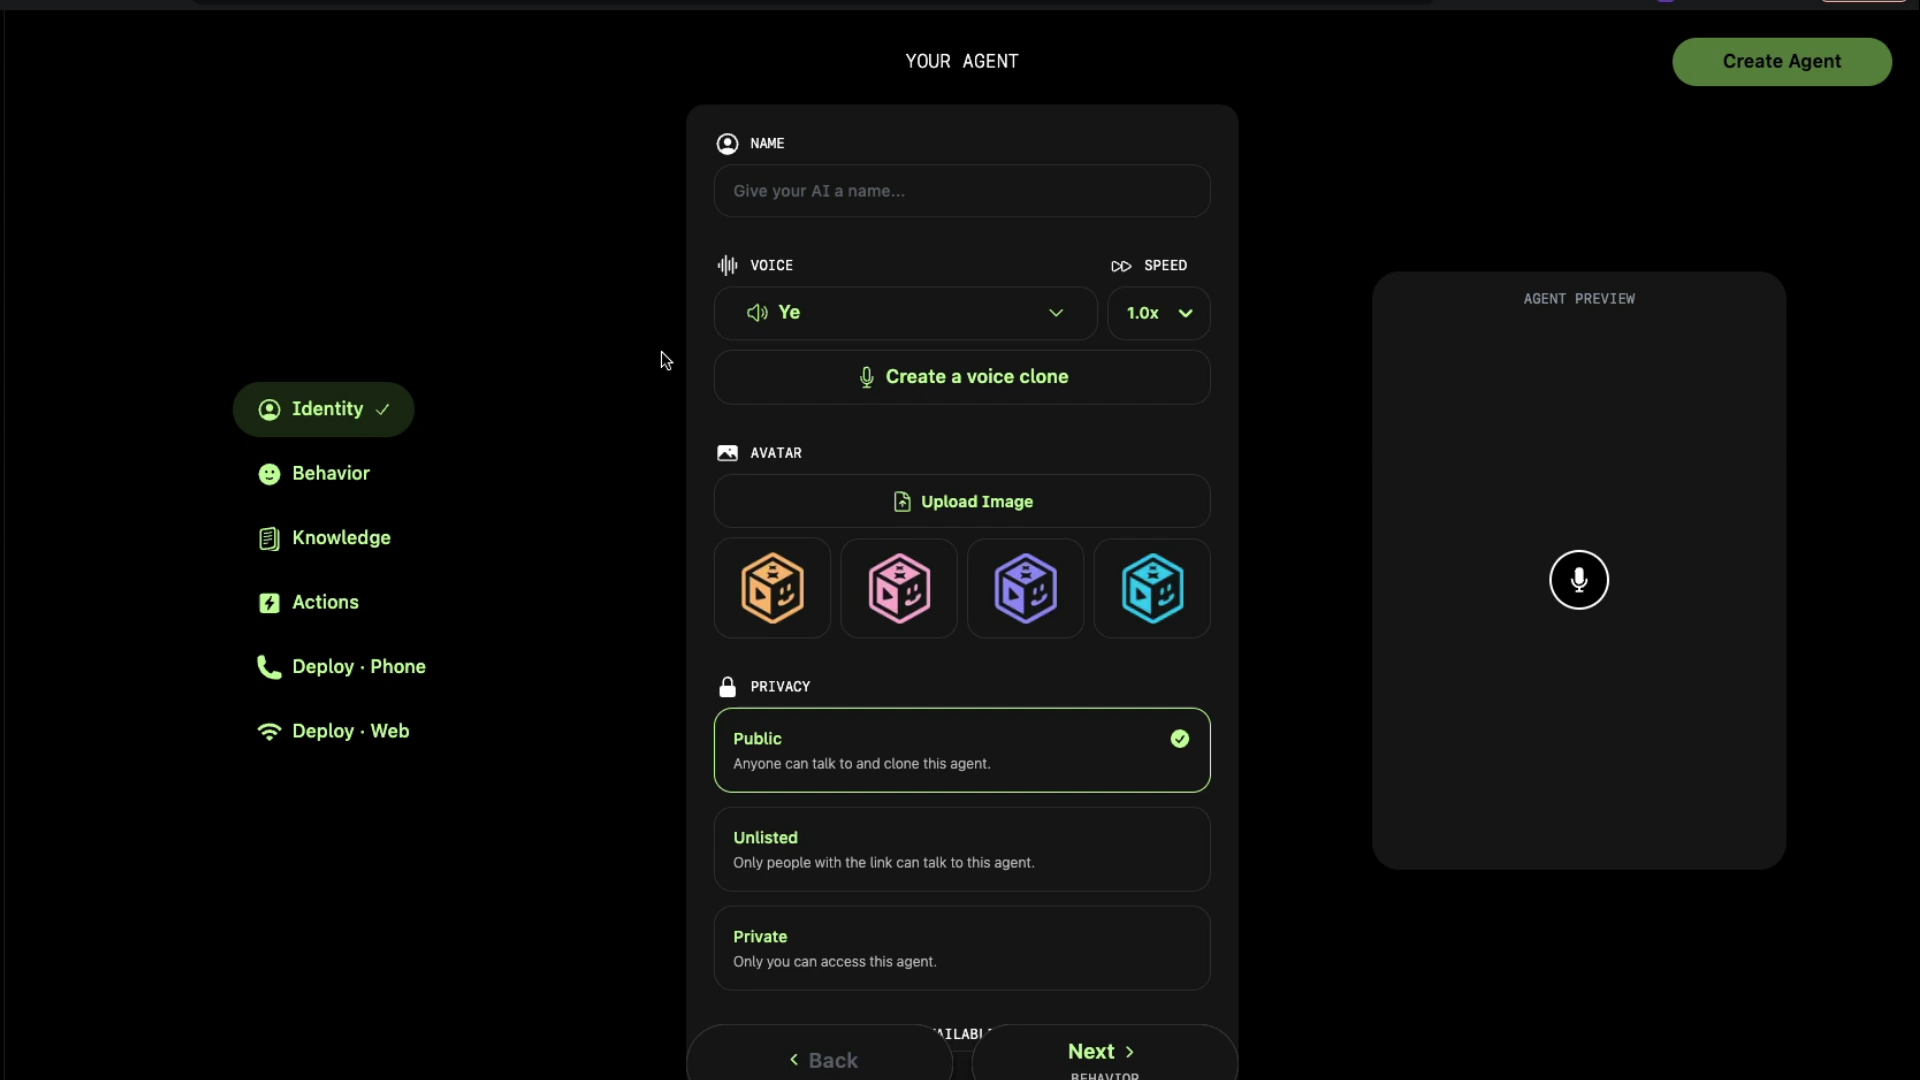 YOUR AGENT
Create Agent
NAME
Give your AI a name...
VOICE
SPEED
Ye
1.0x
Create a voice clone
AVATAR
Upload Image
PRIVACY
Public
Anyone can talk to and clone this agent.
Unlisted
Only people with the link can talk to this agent.
Private
Only you can access this agent.
Back
Next
BEHAVIOR
Identity
Behavior
Knowledge
Actions
Deploy · Phone
Deploy · Web
AGENT PREVIEW